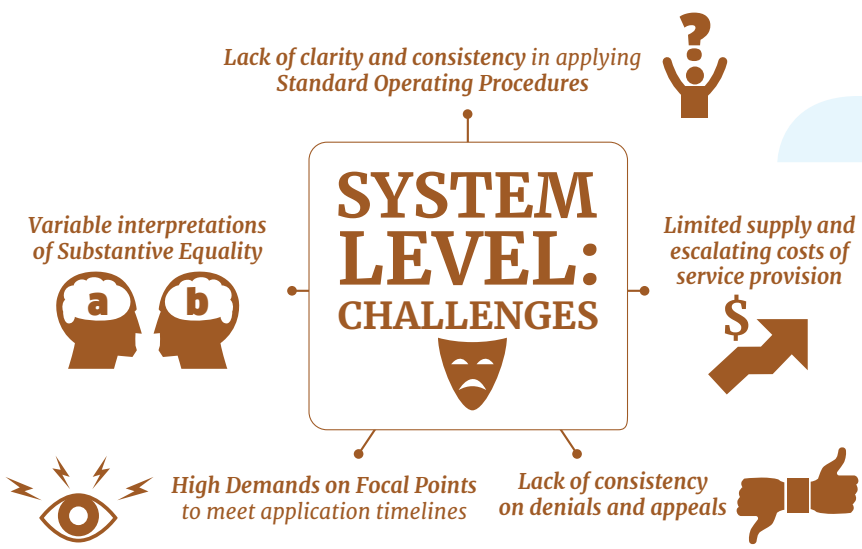 ?
Lack of clarity and consistency in applying
Standard Operating Procedures
SYSTEM
LEVEL:
CHALLENGES
Variable interpretations
of Substantive Equality
a b
Limited supply and
escalating costs of
service provision
$
High Demands on Focal Points
to meet application timelines
Lack of consistency
on denials and appeals